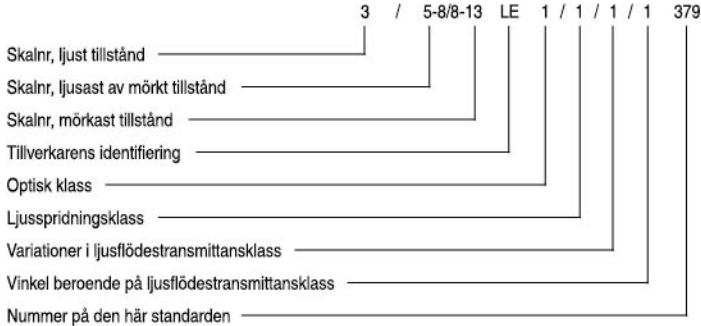 3 / 5-8/8-13 LE 1 / 1 / 1 / 1 379
Skalnr, ljust tillstånd
Skalnr, ljusast av mörkt tillstånd
Skalnr, mörkast tillstånd
Tillverkarens identifiering
Optisk klass
Ljusspridningsklass
Variationer i ljusflödestransmittansklass
Vinkel beroende på ljusflödestransmittansklass
Nummer på den här standarden